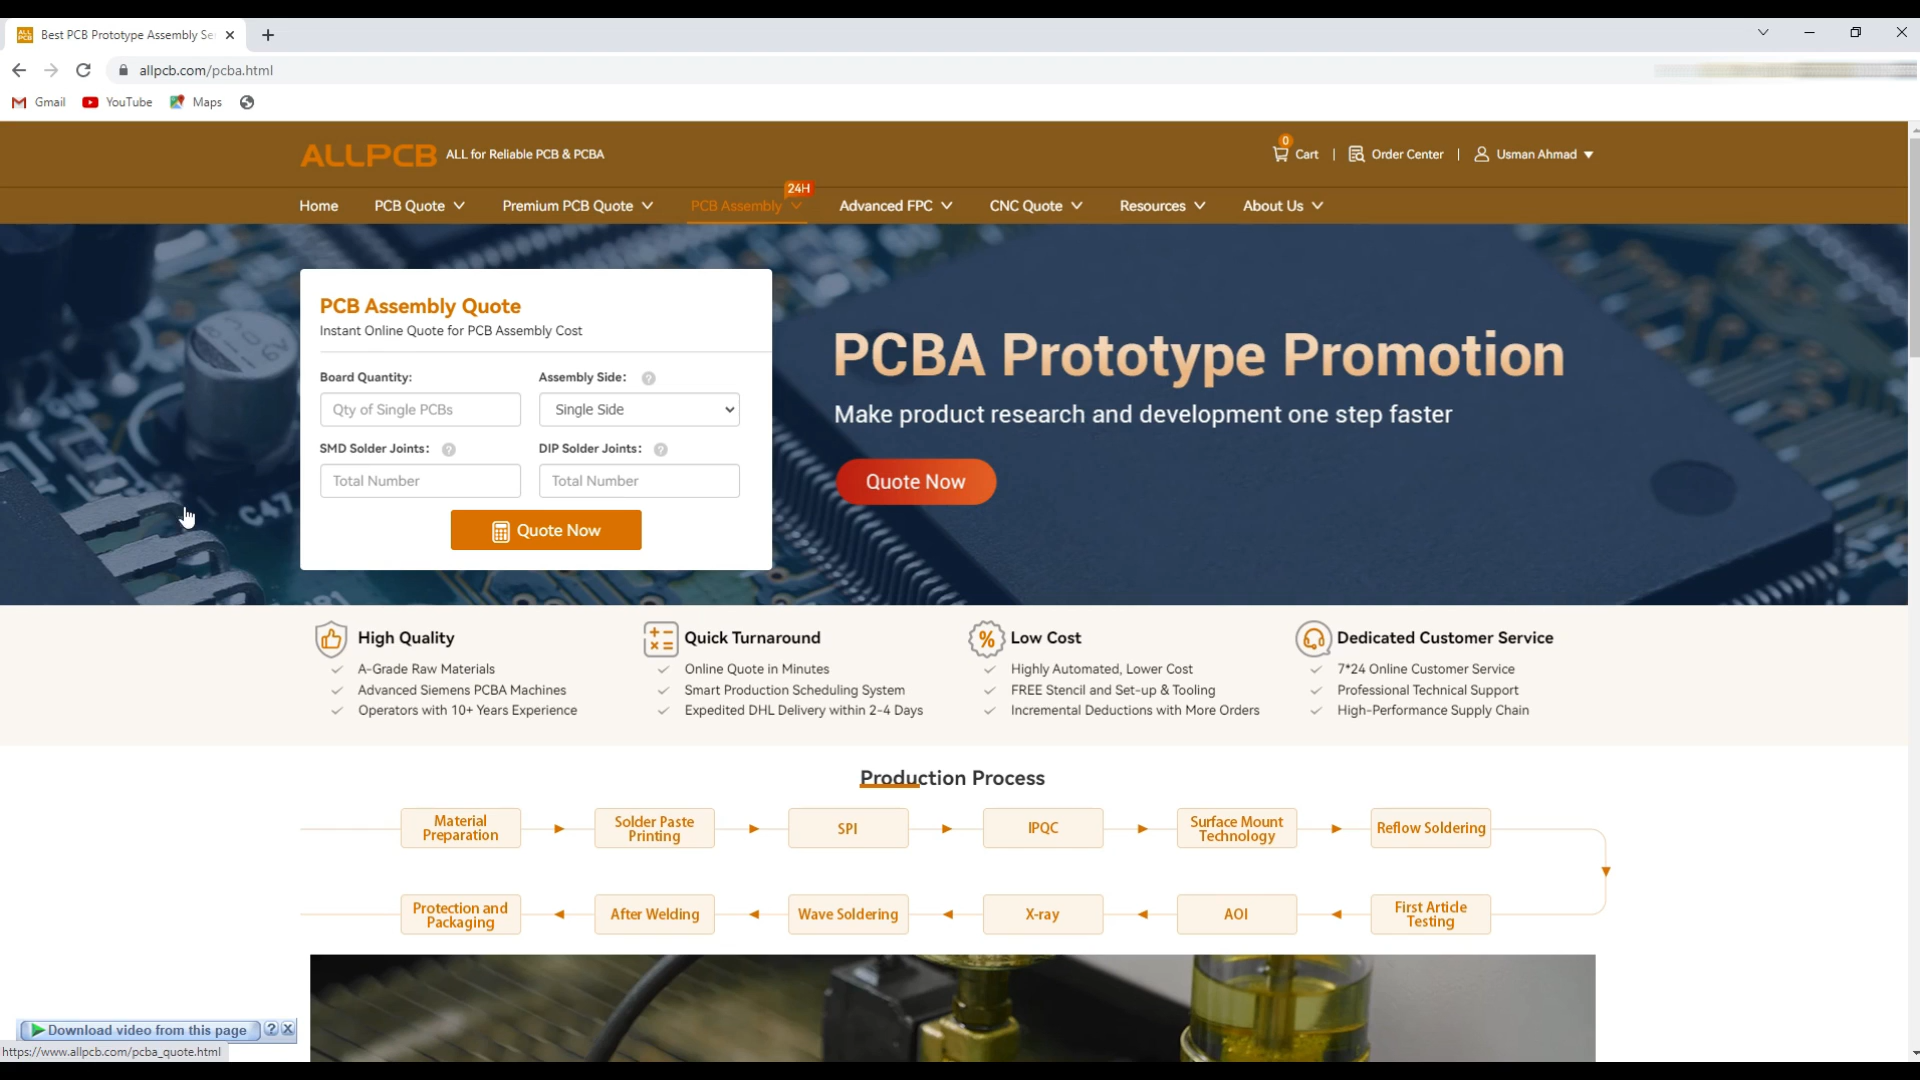 Best PCB Prototype Assembly Se
allpcb.com/pcba.html
Gmail YouTube Maps
ALLPCB ALL for Reliable PCB & PCBA
0
Cart | Order Center | Usman Ahmad
24H
Home PCB Quote Premium PCB Quote PCB Assembly Advanced FPC CNC Quote Resources About Us
PCB Assembly Quote
Instant Online Quote for PCB Assembly Cost
Board Quantity: Assembly Side: ?
Qty of Single PCBs Single Side
SMD Solder Joints: ? DIP Solder Joints: ?
Total Number Total Number
Quote Now
PCBA Prototype Promotion
Make product research and development one step faster
Quote Now
C47
High Quality
A-Grade Raw Materials
Advanced Siemens PCBA Machines
Operators with 10+ Years Experience
Quick Turnaround
Online Quote in Minutes
Smart Production Scheduling System
Expedited DHL Delivery within 2-4 Days
% Low Cost
Highly Automated, Lower Cost
FREE Stencil and Set-up & Tooling
Incremental Deductions with More Orders
Dedicated Customer Service
7*24 Online Customer Service
Professional Technical Support
High-Performance Supply Chain
Production Process
Material Preparation
Solder Paste Printing
SPI
IPQC
Surface Mount Technology
Reflow Soldering
First Article Testing
AOI
X-ray
Wave Soldering
After Welding
Protection and Packaging
Download video from this page ? X
https://www.allpcb.com/pcba_quote.html